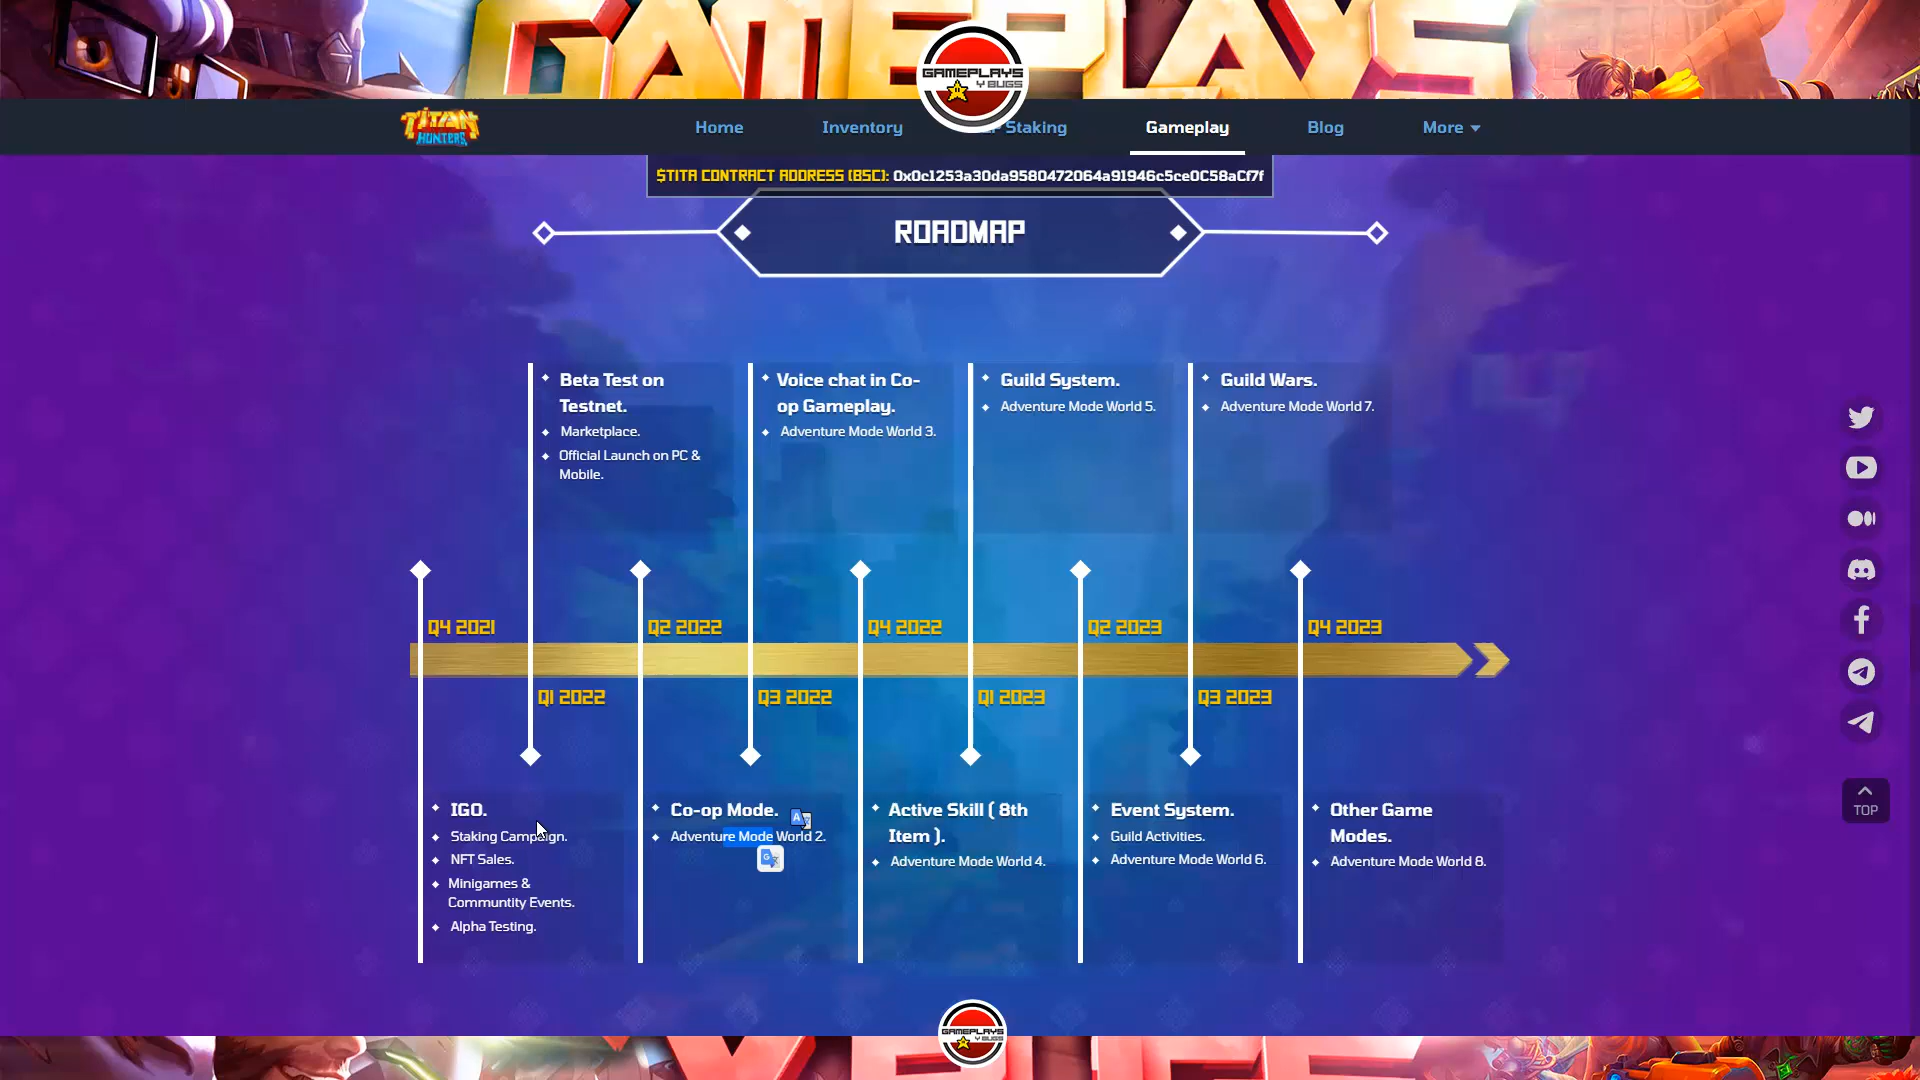 GAMEPLAYS
GAMEPLAYS
Y BUGS
TITAN
HUNTERS
Home
Inventory
Staking
Gameplay
Blog
More
$TITA CONTRACT ADDRESS (BSC): 0x0c1253a30da9580472064a91946c5ce0C58aCf7f
ROADMAP
Beta Test on
Testnet.
Marketplace.
Official Launch on PC &
Mobile.
Voice chat in Co-
op Gameplay.
Adventure Mode World 3.
Guild System.
Adventure Mode World 5.
Guild Wars.
Adventure Mode World 7.
Q4 2021
Q2 2022
Q4 2022
Q2 2023
Q4 2023
Q1 2022
Q3 2022
Q1 2023
Q3 2023
IGO.
Staking Campaign.
NFT Sales.
Minigames &
Communtity Events.
Alpha Testing.
Co-op Mode.
Adventure Mode World 2.
Active Skill ( 8th
Item ).
Adventure Mode World 4.
Event System.
Guild Activities.
Adventure Mode World 6.
Other Game
Modes.
Adventure Mode World 8.
TOP
GAMEPLAYS
Y BUGS